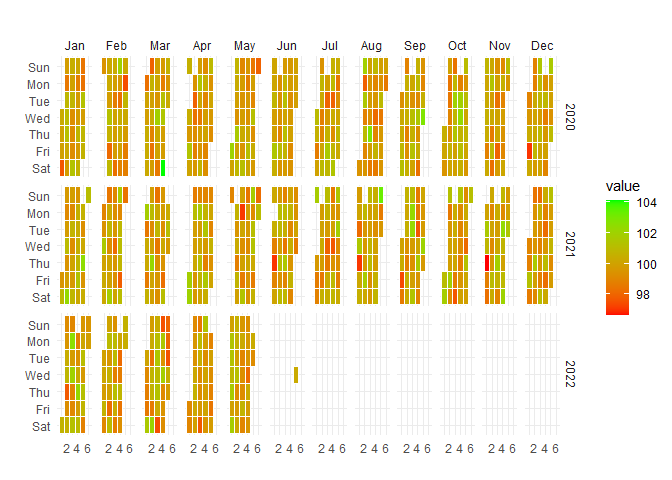 Jan Feb Mar Apr May Jun Jul Aug Sep Oct Nov Dec
Sun
Mon
Tue
Wed
Thu
Fri
Sat
2020
Sun
Mon
Tue
Wed
Thu
Fri
Sat
2021
Sun
Mon
Tue
Wed
Thu
Fri
Sat
2022
2 4 6 2 4 6 2 4 6 2 4 6 2 4 6 2 4 6 2 4 6 2 4 6 2 4 6 2 4 6 2 4 6 2 4 6
value
104
102
100
98